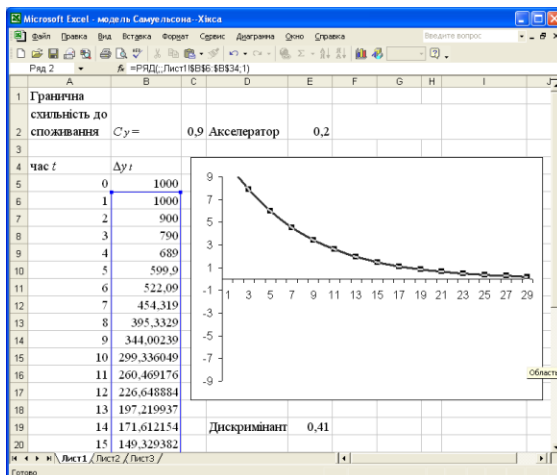 Microsoft Excel - модель Самуельсона--Хікса
Файл Правка Вид Вставка Формат Сервис Диаграмма Окно Справка Введите вопрос
Ряд 2 fx =РЯД(;;Лист1!$B$6:$B$34;1)
A B C D E F G H I J
1 Гранична
схильність до
2 споживання Cy= 0,9 Акселератор 0,2
3
4 час t Δy t
5 0 1000
6 1 1000
7 2 900
8 3 790
9 4 689
10 5 599,9
11 6 522,09
12 7 454,319
13 8 395,3329
14 9 344,00239
15 10 299,336049
16 11 260,469176
17 12 226,648884
18 13 197,219937
19 14 171,612154 Дискримінант 0,41
20 15 149,329382
9
7
5
3
1
-1 1 3 5 7 9 11 13 15 17 19 21 23 25 27 29
-3
-5
-7
-9
Область
Лист1 Лист2 Лист3
Готово